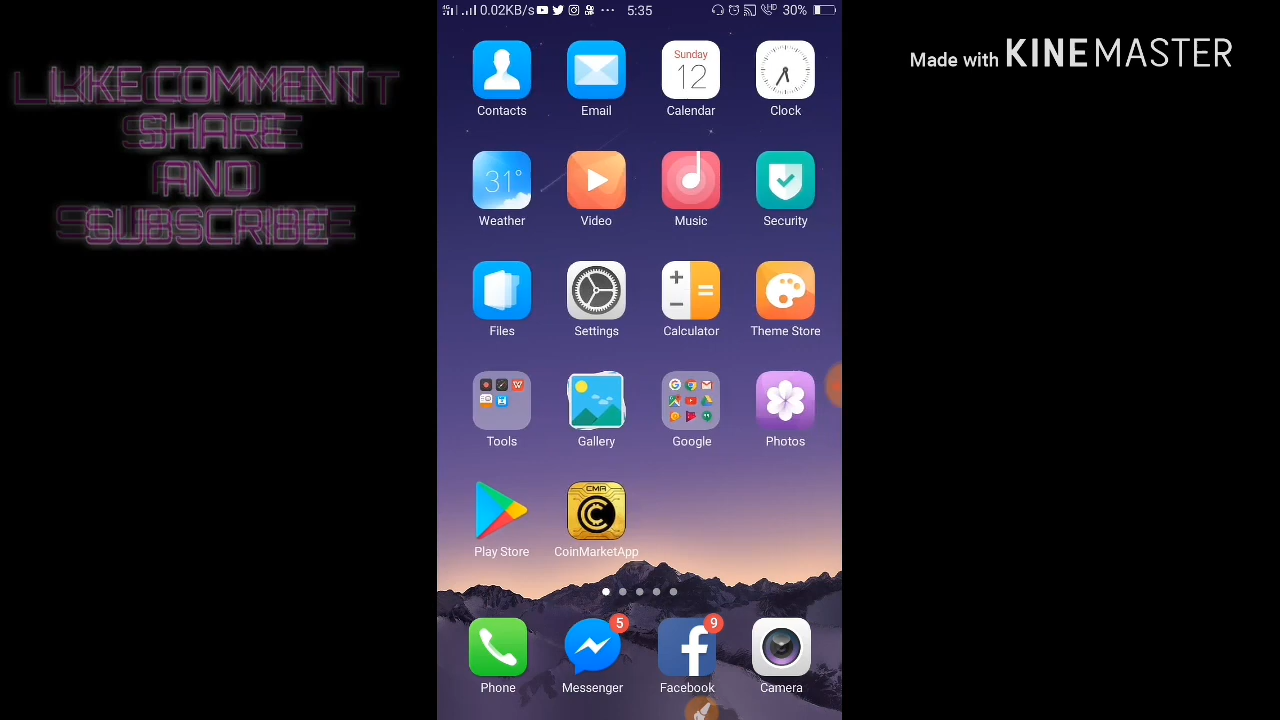 0.02KB/s 5:35 HD 30%
LIKE COMMENT
SHARE
AND
SUBSCRIBE
Made with KINEMASTER
Sunday
12
Contacts Email Calendar Clock
31°
Weather Video Music Security
Files Settings Calculator Theme Store
Tools Gallery Google Photos
CMA
Play Store CoinMarketApp
5 9
Phone Messenger Facebook Camera